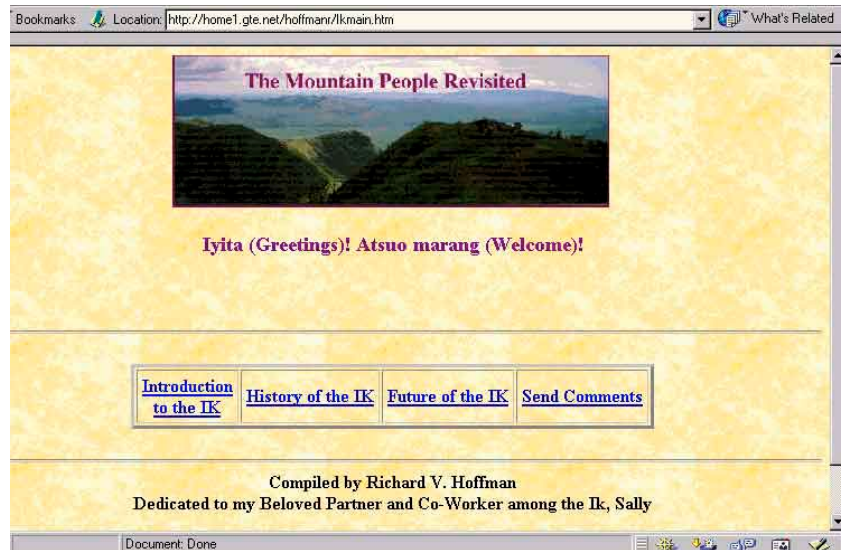 Bookmarks Location: http://home1.gte.net/hoffmanr/Ikmain.htm What's Related
The Mountain People Revisited
Iyita (Greetings)! Atsuo marang (Welcome)!
Introduction
to the IK
History of the IK
Future of the IK
Send Comments
Compiled by Richard V. Hoffman
Dedicated to my Beloved Partner and Co-Worker among the Ik, Sally
Document: Done